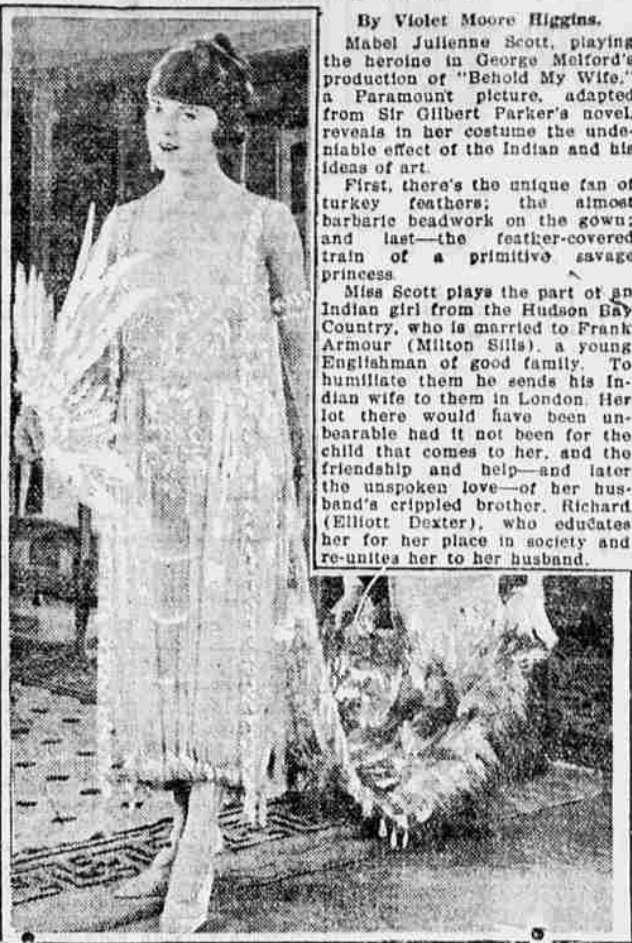 By Violet Moore Higgins.
Mabel Julienne Scott, playing
the heroine in George Melford's
production of "Behold My Wife,"
a Paramount picture, adapted
from Sir Gilbert Parker's novel,
reveals in her costume the unde-
niable effect of the Indian and his
ideas of art.
First, there's the unique fan of
turkey feathers; the almost
barbaric beadwork on the gown;
and last—the feather-covered
train of a primitive savage
princess.
Miss Scott plays the part of an
Indian girl from the Hudson Bay
Country, who is married to Frank
Armour (Milton Sills), a young
Englishman of good family. To
humiliate them he sends his In-
dian wife to them in London. Her
lot there would have been un-
bearable had it not been for the
child that comes to her, and the
friendship and help—and later
the unspoken love—of her hus-
band's crippled brother, Richard
(Elliott Dexter), who educates
her for her place in society and
re-unites her to her husband.